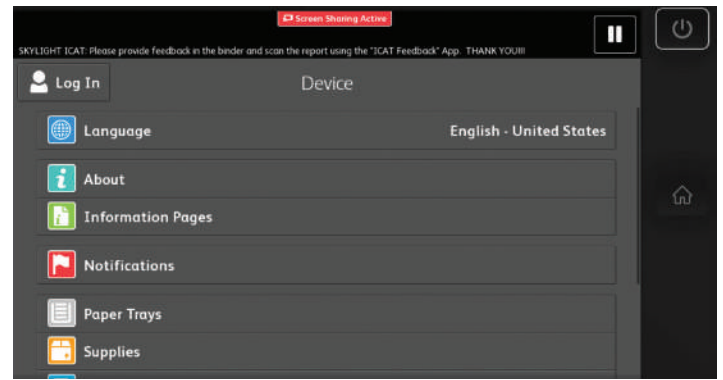 Screen Sharing Active
SKYLIGHT ICAT: Please provide feedback in the binder and scan the report using the "ICAT Feedback" App. THANK YOU!!!
Log In
Device
Language English - United States
About
Information Pages
Notifications
Paper Trays
Supplies